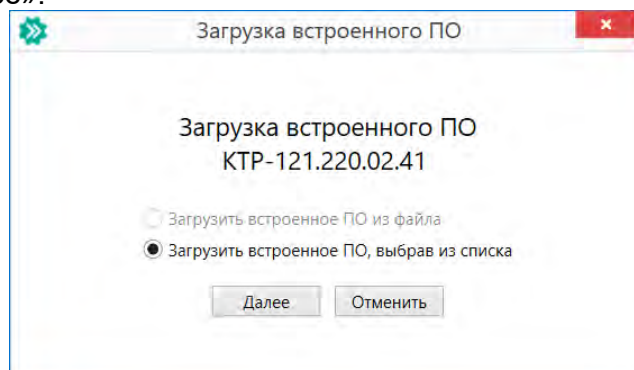 Загрузка встроенного ПО
Загрузка встроенного ПО
КТР-121.220.02.41
Загрузить встроенное ПО из файла
Загрузить встроенное ПО, выбрав из списка
Далее Отменить